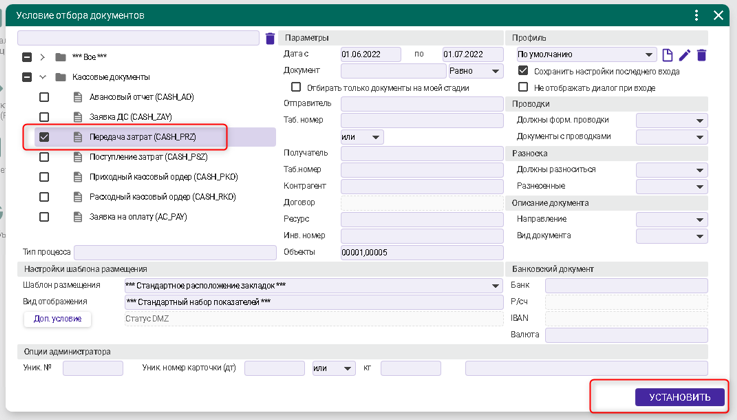 Условие отбора документов
*** Все ***
Кассовые документы
Авансовый отчет (CASH_AO)
Заявка ДС (CASH_ZAY)
Передача затрат (CASH_PRZ)
Поступление затрат (CASH_PSZ)
Приходный кассовый ордер (CASH_PKO)
Расходный кассовый ордер (CASH_RKO)
Заявка на оплату (AC_PAY)
Тип процесса
Параметры
Дата с 01.06.2022 по 01.07.2022
Документ Равно
Отбирать только документы на моей стадии
Отправитель
Таб. номер
или
Получатель
Таб.номер
Контрагент
Договор
Ресурс
Инв. номер
Объекты 00001,00005
Профиль
По умолчанию
Сохранить настройки последнего входа
Не отображать диалог при входе
Проводки
Должны форм. проводку
Документы с проводками
Разноска
Должны разноситься
Разнесенные
Описание документа
Направление
Вид документа
Настройки шаблона размещения
Шаблон размещения *** Стандартное расположение закладок ***
Вид отображения *** Стандартный набор показателей ***
Доп. условие Статус DMZ
Банковский документ
Банк
Р/сч
IBAN
Валюта
Опции администратора
Уник. № Уник. номер карточки (дт) или кт
УСТАНОВИТЬ